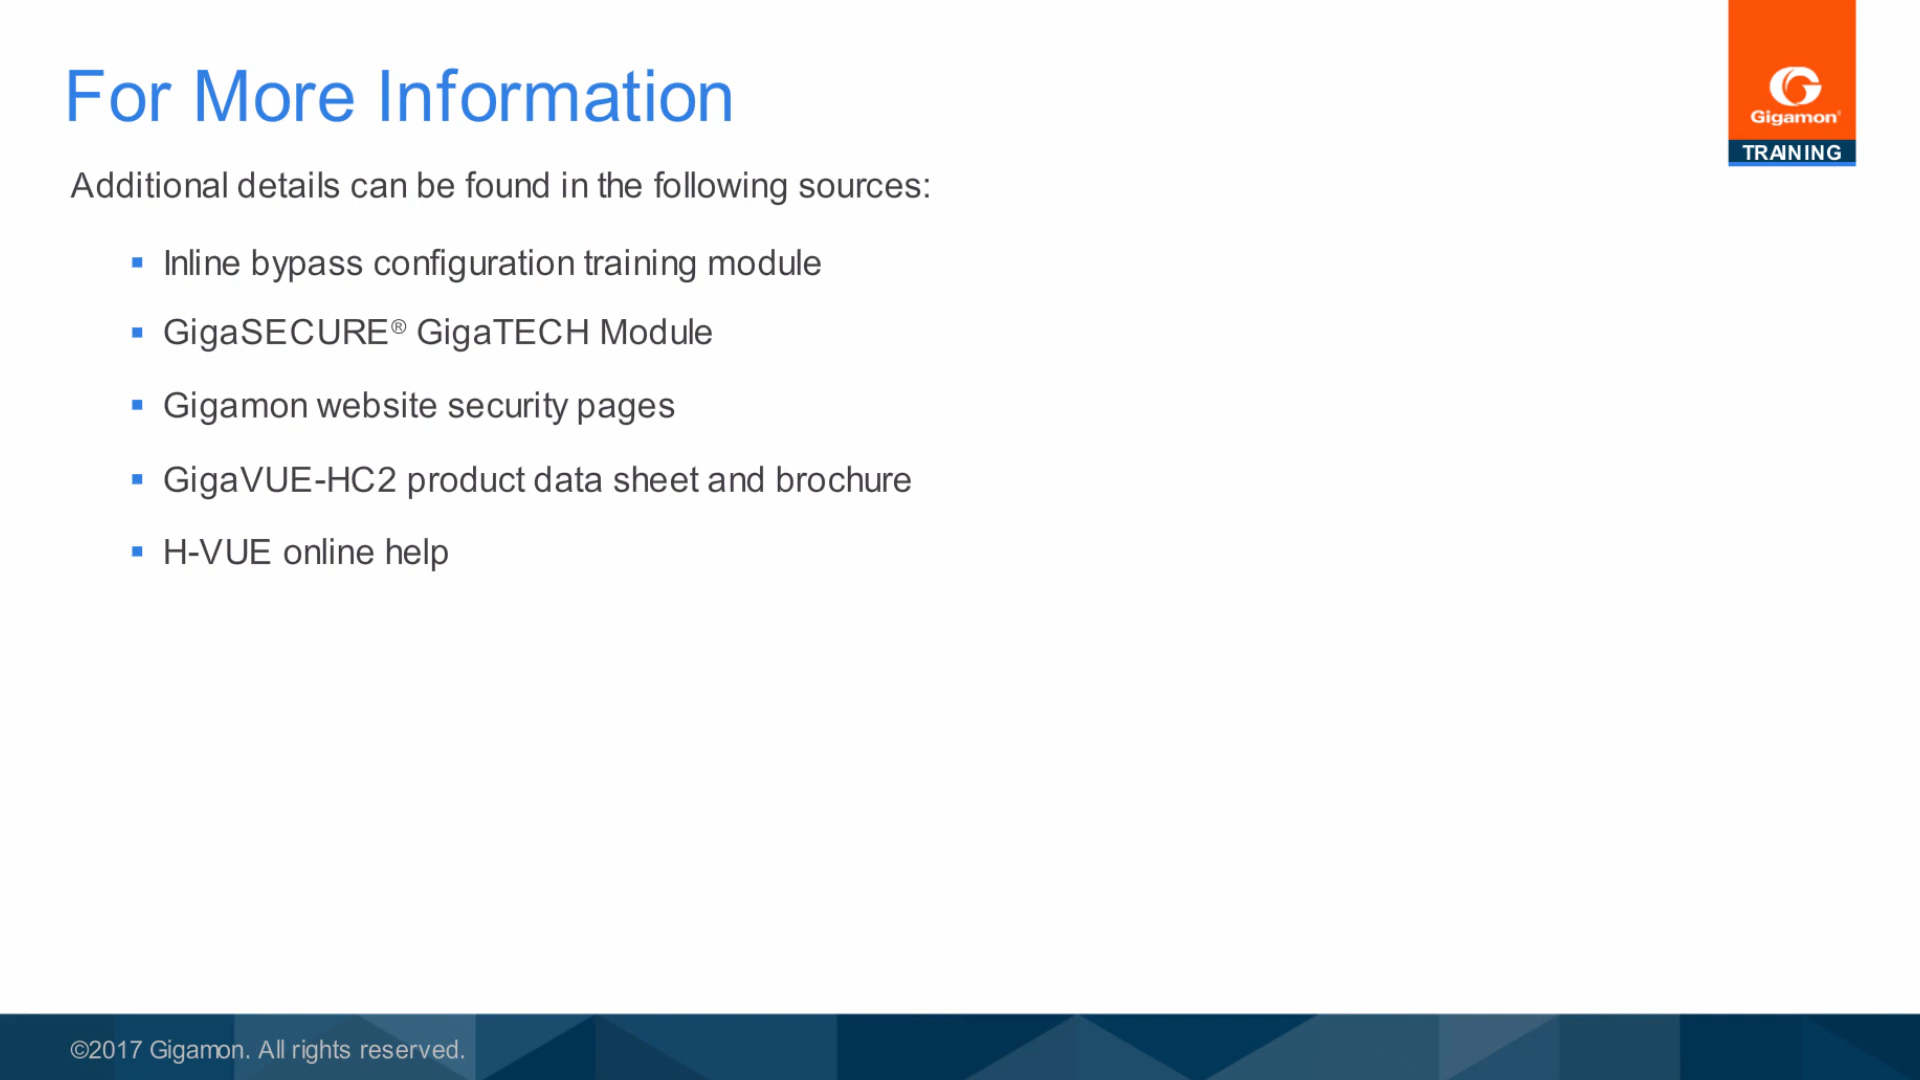 For More Information
Gigamon®
TRAINING
Additional details can be found in the following sources:
▪ Inline bypass configuration training module
▪ GigaSECURE® GigaTECH Module
▪ Gigamon website security pages
▪ GigaVUE-HC2 product data sheet and brochure
▪ H-VUE online help
©2017 Gigamon. All rights reserved.